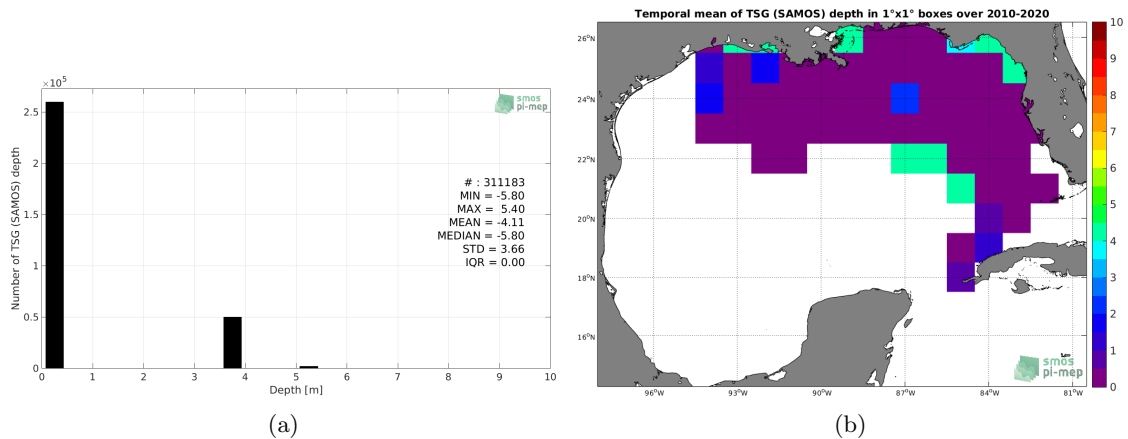 ×10⁵
2.5
2
1.5
1
0.5
0
0 1 2 3 4 5 6 7 8 9 10
Number of TSG (SAMOS) depth
Depth [m]
smos
pi-mep
# : 311183
MIN = -5.80
MAX = 5.40
MEAN = -4.11
MEDIAN = -5.80
STD = 3.66
IQR = 0.00
(a)
Temporal mean of TSG (SAMOS) depth in 1°x1° boxes over 2010-2020
26°N
24°N
22°N
20°N
18°N
16°N
96°W 93°W 90°W 87°W 84°W 81°W
smos
pi-mep
10
9
8
7
6
5
4
3
2
1
0
(b)